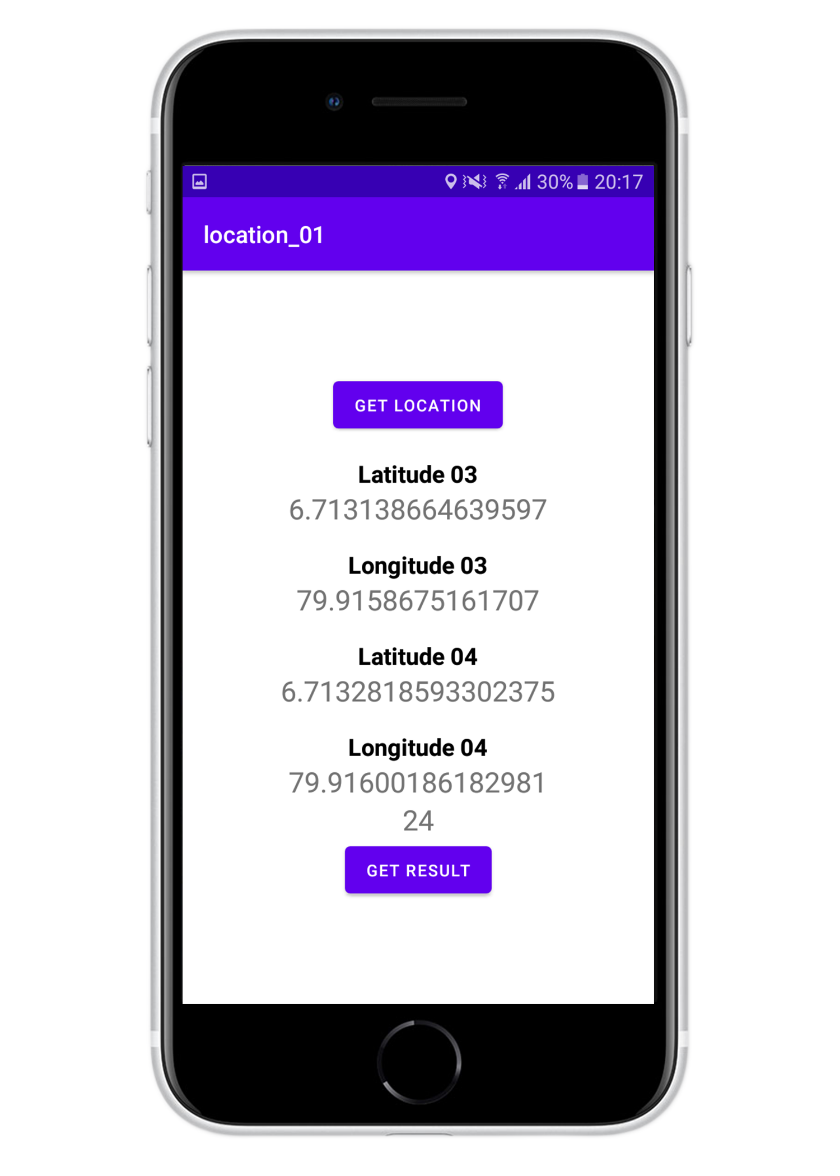 30% 20:17
location_01
GET LOCATION
Latitude 03
6.713138664639597
Longitude 03
79.9158675161707
Latitude 04
6.7132818593302375
Longitude 04
79.91600186182981
24
GET RESULT